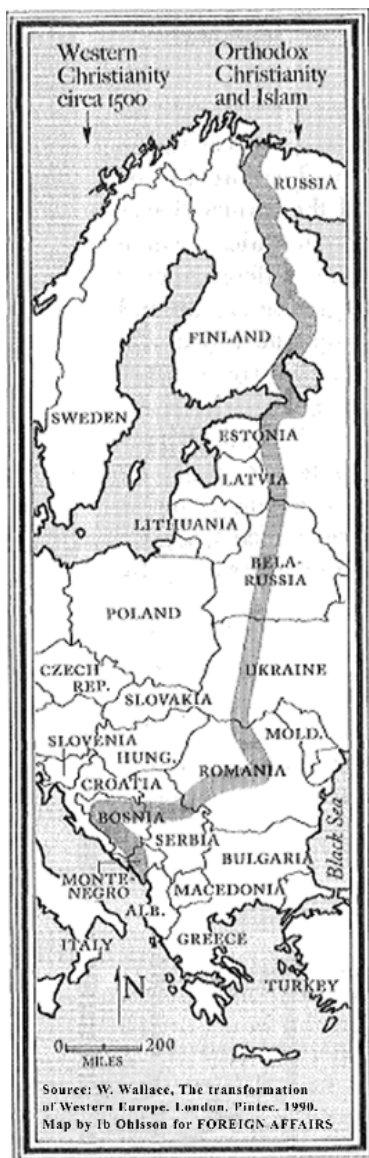 Western
Christianity
circa 1500
Orthodox
Christianity
and Islam
RUSSIA
FINLAND
SWEDEN
ESTONIA
LATVIA
LITHUANIA
BELA-
RUSSIA
POLAND
UKRAINE
CZECH
REP.
SLOVAKIA
MOLD.
SLOVENIA
HUNG.
ROMANIA
CROATIA
BOSNIA
SERBIA
BULGARIA
Black Sea
MONTE-
NEGRO
MACEDONIA
ALB.
ITALY
GREECE
TURKEY
N
0 200
MILES
Source: W. Wallace, The transformation
of Western Europe. London, Pintec. 1990.
Map by Ib Ohlsson for FOREIGN AFFAIRS